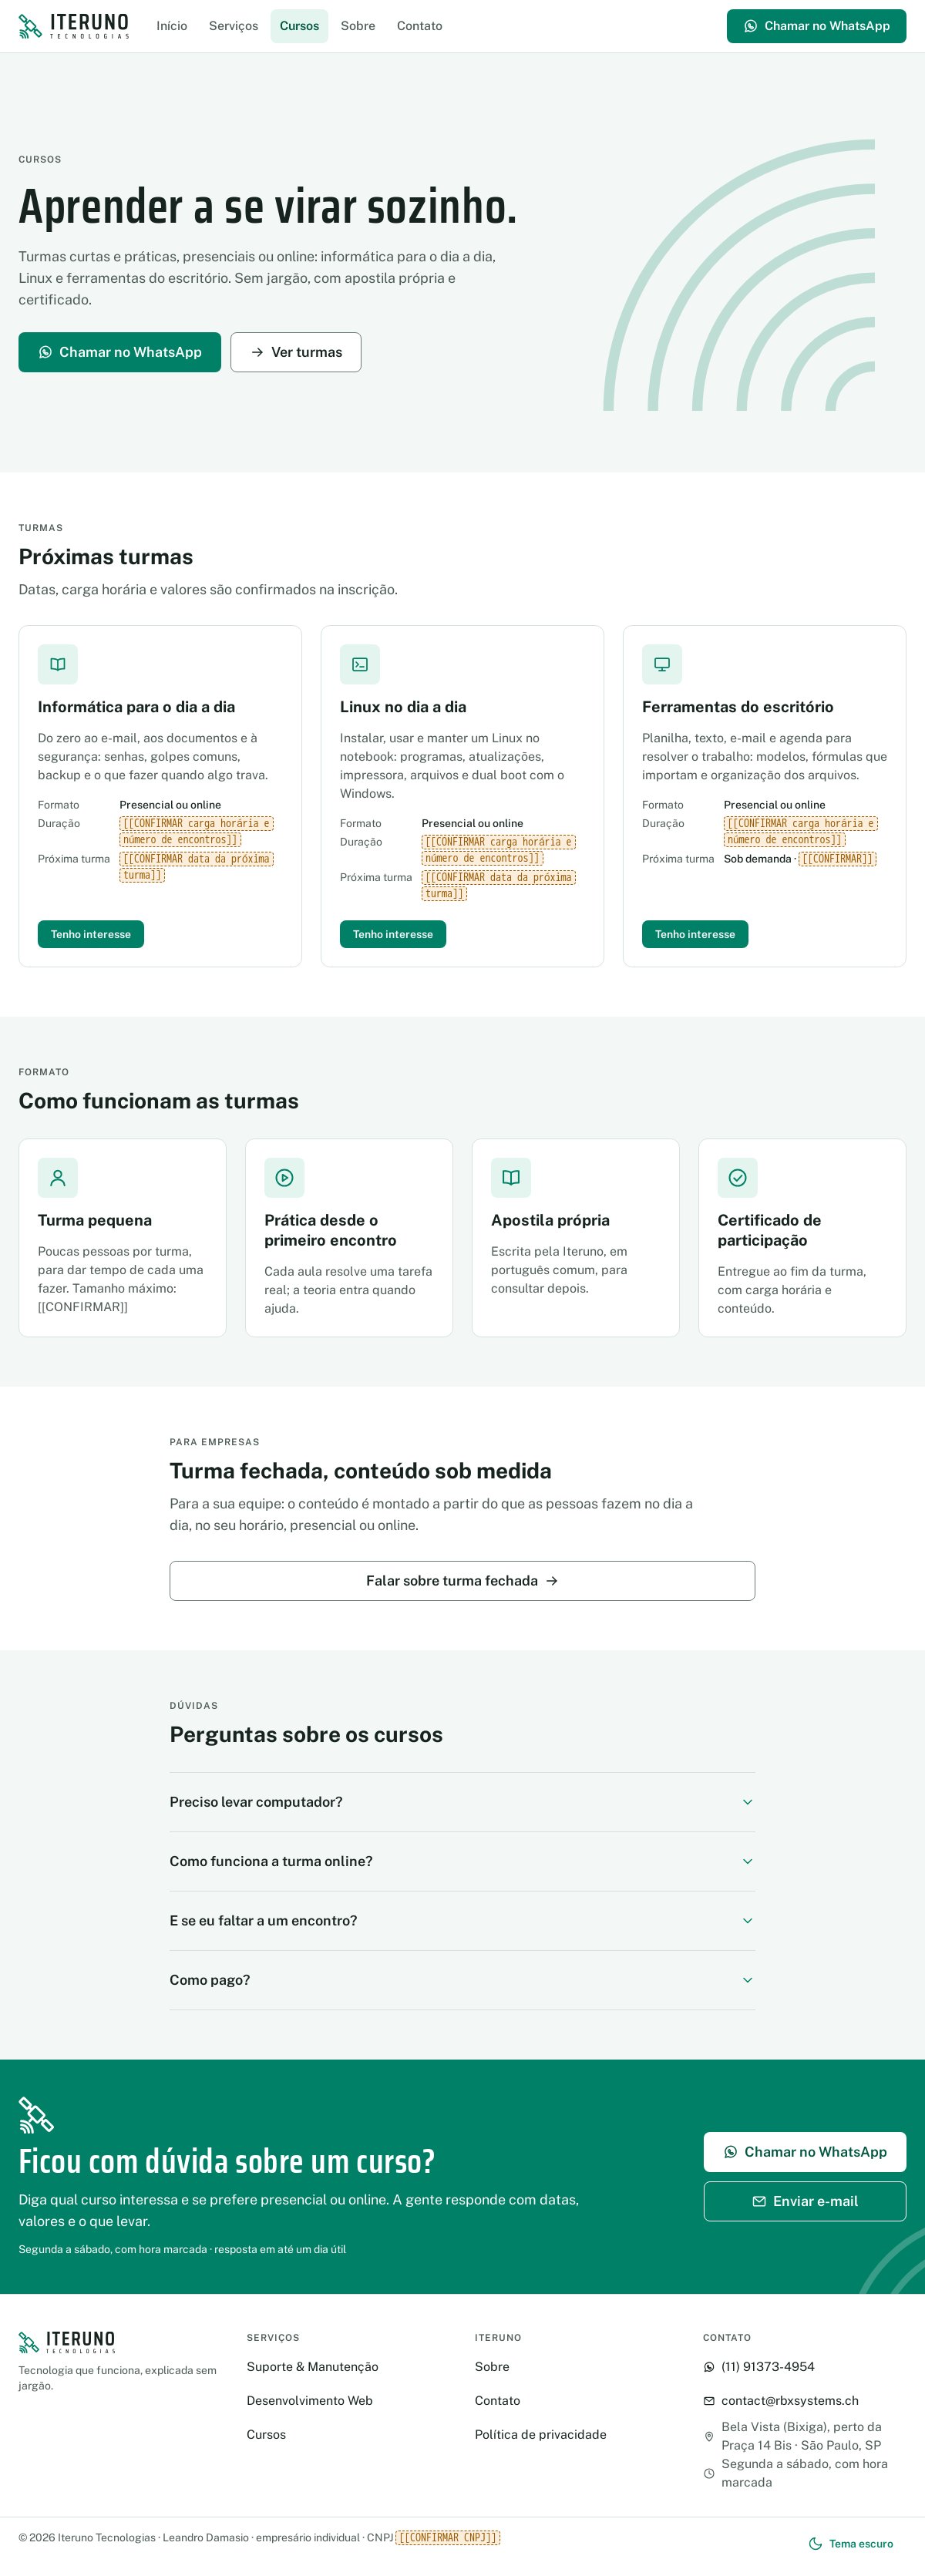 ITERUNO
TECNOLOGIAS
Início
Serviços
Cursos
Sobre
Contato
Chamar no WhatsApp
CURSOS
Aprender a se virar sozinho.
Turmas curtas e práticas, presenciais ou online: informática para o dia a dia,
Linux e ferramentas do escritório. Sem jargão, com apostila própria e
certificado.
Chamar no WhatsApp
Ver turmas
TURMAS
Próximas turmas
Datas, carga horária e valores são confirmados na inscrição.
Informática para o dia a dia
Do zero ao e-mail, aos documentos e à
segurança: senhas, golpes comuns,
backup e o que fazer quando algo trava.
Formato Presencial ou online
Duração [[CONFIRMAR carga horária e
número de encontros]]
Próxima turma [[CONFIRMAR data da próxima
turma]]
Tenho interesse
Linux no dia a dia
Instalar, usar e manter um Linux no
notebook: programas, atualizações,
impressora, arquivos e dual boot com o
Windows.
Formato Presencial ou online
Duração [[CONFIRMAR carga horária e
número de encontros]]
Próxima turma [[CONFIRMAR data da próxima
turma]]
Tenho interesse
Ferramentas do escritório
Planilha, texto, e-mail e agenda para
resolver o trabalho: modelos, fórmulas que
importam e organização dos arquivos.
Formato Presencial ou online
Duração [[CONFIRMAR carga horária e
número de encontros]]
Próxima turma Sob demanda · [[CONFIRMAR]]
Tenho interesse
FORMATO
Como funcionam as turmas
Turma pequena
Poucas pessoas por turma,
para dar tempo de cada uma
fazer. Tamanho máximo:
[[CONFIRMAR]]
Prática desde o
primeiro encontro
Cada aula resolve uma tarefa
real; a teoria entra quando
ajuda.
Apostila própria
Escrita pela Iteruno, em
português comum, para
consultar depois.
Certificado de
participação
Entregue ao fim da turma,
com carga horária e
conteúdo.
PARA EMPRESAS
Turma fechada, conteúdo sob medida
Para a sua equipe: o conteúdo é montado a partir do que as pessoas fazem no dia a
dia, no seu horário, presencial ou online.
Falar sobre turma fechada
DÚVIDAS
Perguntas sobre os cursos
Preciso levar computador?
Como funciona a turma online?
E se eu faltar a um encontro?
Como pago?
Ficou com dúvida sobre um curso?
Diga qual curso interessa e se prefere presencial ou online. A gente responde com datas,
valores e o que levar.
Segunda a sábado, com hora marcada · resposta em até um dia útil
Chamar no WhatsApp
Enviar e-mail
ITERUNO
TECNOLOGIAS
Tecnologia que funciona, explicada sem
jargão.
SERVIÇOS
Suporte & Manutenção
Desenvolvimento Web
Cursos
ITERUNO
Sobre
Contato
Política de privacidade
CONTATO
(11) 91373-4954
contact@rbxsystems.ch
Bela Vista (Bixiga), perto da
Praça 14 Bis · São Paulo, SP
Segunda a sábado, com hora
marcada
© 2026 Iteruno Tecnologias · Leandro Damasio · empresário individual · CNPJ [[CONFIRMAR CNPJ]]
Tema escuro